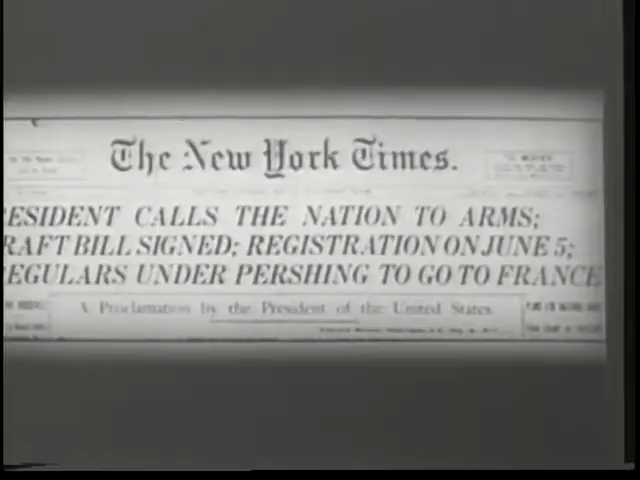 The New York Times.
ESIDENT CALLS THE NATION TO ARMS;
RAFT BILL SIGNED; REGISTRATION ON JUNE 5;
EGULARS UNDER PERSHING TO GO TO FRANCE
A Proclamation by the President of the United States